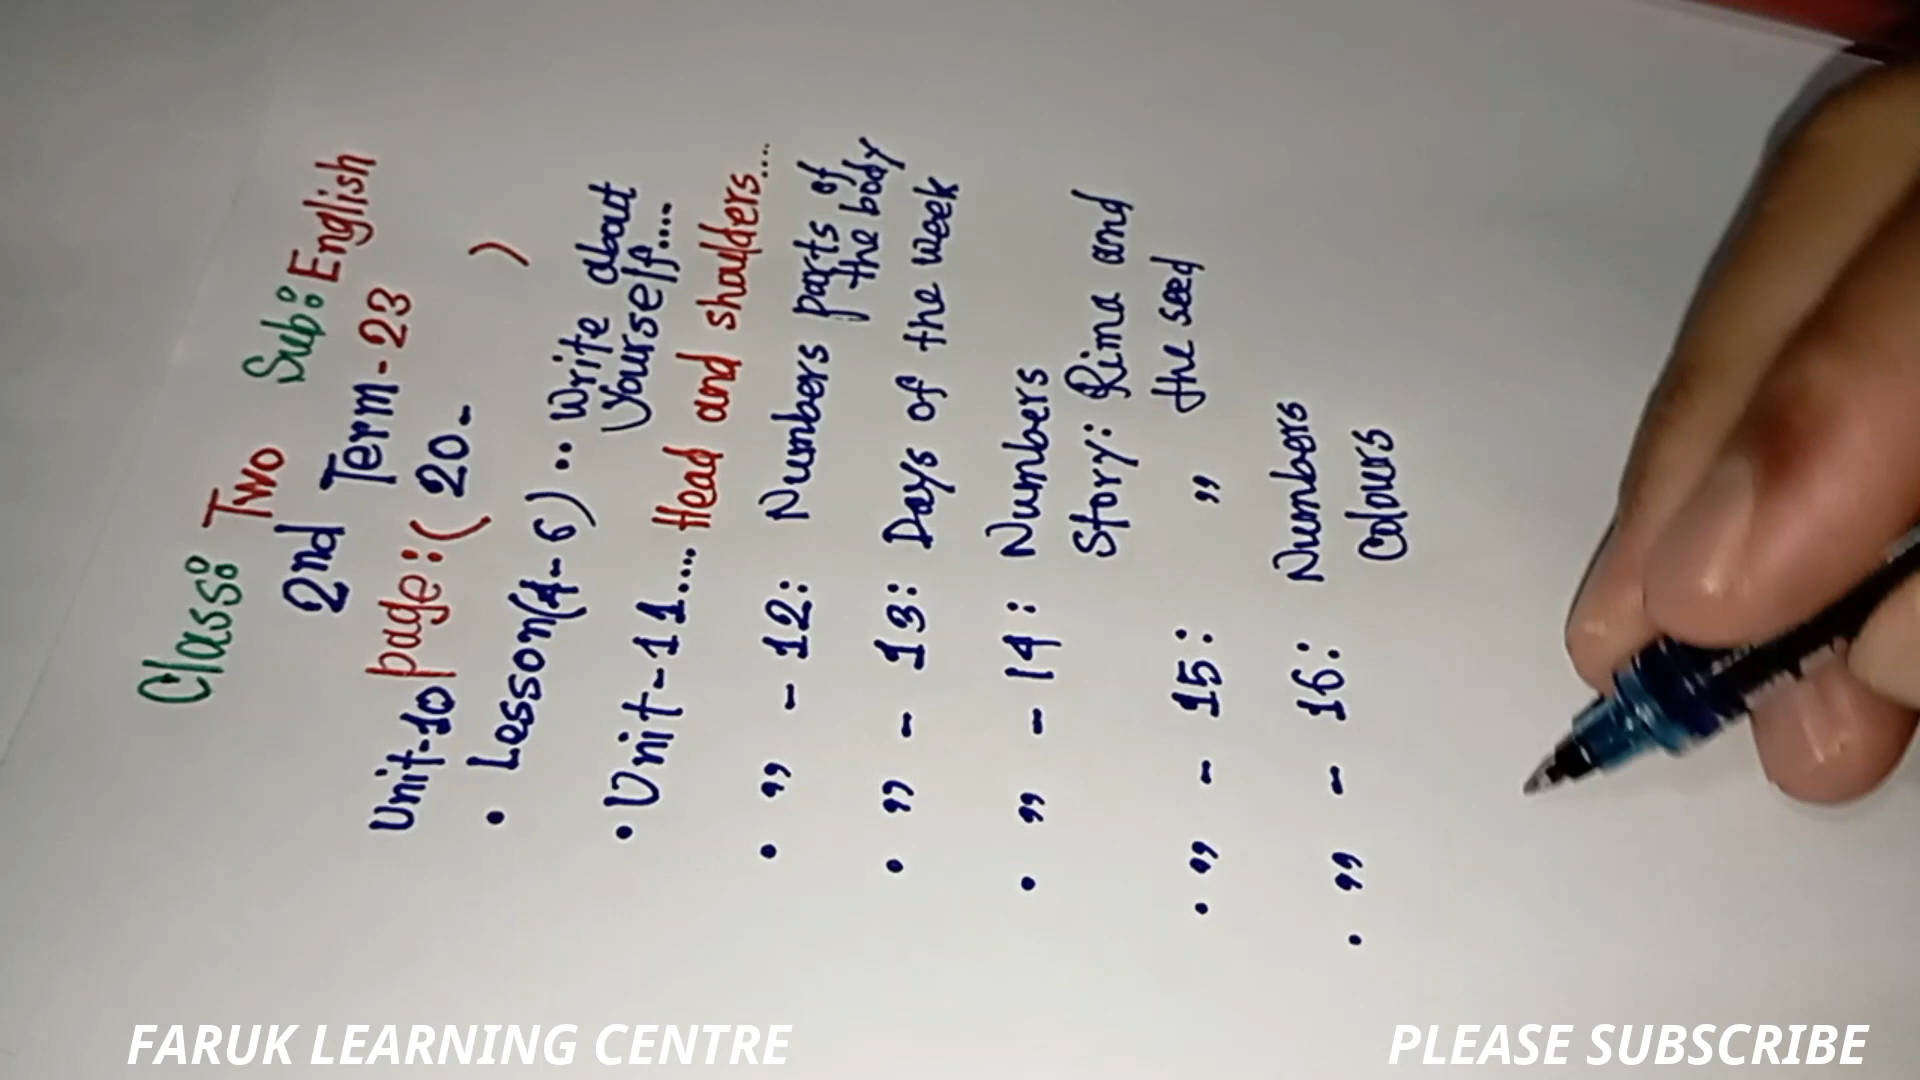 Class: Two Sub: English
2nd Term-23
Unit-10 page: ( 20- )
• Lesson(4-6) .. Write about
Yourself....
• Unit-11.... Head and shoulders....
• " - 12: Numbers parts of
the body
• " - 13: Days of the week
• " - 14: Numbers
Story: Rima and
the seed
• " - 15: "
• " - 16: Numbers
Colours
FARUK LEARNING CENTRE
PLEASE SUBSCRIBE